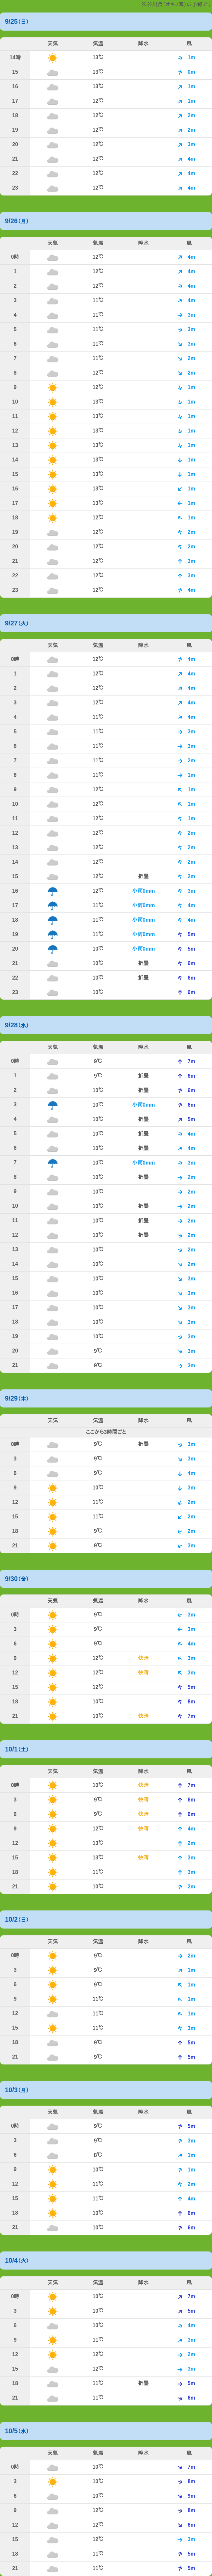 9/25(日)
天気 気温 降水 風
14時 13℃ 1m
15 13℃ 0m
16 13℃ 1m
17 12℃ 1m
18 12℃ 2m
19 12℃ 2m
20 12℃ 3m
21 12℃ 4m
22 12℃ 4m
23 12℃ 4m
9/26(月)
天気 気温 降水 風
0時 12℃ 4m
1 12℃ 4m
2 12℃ 4m
3 11℃ 4m
4 11℃ 3m
5 11℃ 3m
6 11℃ 3m
7 11℃ 2m
8 12℃ 2m
9 12℃ 1m
10 13℃ 1m
11 13℃ 1m
12 13℃ 1m
13 13℃ 1m
14 13℃ 1m
15 13℃ 1m
16 13℃ 1m
17 13℃ 1m
18 12℃ 1m
19 12℃ 2m
20 12℃ 2m
21 12℃ 3m
22 12℃ 3m
23 12℃ 4m
9/27(火)
天気 気温 降水 風
0時 12℃ 4m
1 12℃ 4m
2 12℃ 4m
3 12℃ 4m
4 11℃ 4m
5 11℃ 3m
6 11℃ 3m
7 11℃ 2m
8 11℃ 1m
9 12℃ 1m
10 12℃ 1m
11 12℃ 1m
12 12℃ 2m
13 12℃ 2m
14 12℃ 2m
15 12℃ 折畳 2m
16 12℃ 小雨0mm 3m
17 11℃ 小雨0mm 4m
18 11℃ 小雨0mm 4m
19 11℃ 小雨0mm 5m
20 10℃ 小雨0mm 5m
21 10℃ 折畳 6m
22 10℃ 折畳 6m
23 10℃ 6m
9/28(水)
天気 気温 降水 風
0時 9℃ 7m
1 9℃ 折畳 6m
2 10℃ 折畳 6m
3 10℃ 小雨0mm 6m
4 10℃ 折畳 5m
5 10℃ 折畳 4m
6 10℃ 折畳 4m
7 10℃ 小雨0mm 3m
8 10℃ 折畳 2m
9 10℃ 2m
10 10℃ 折畳 2m
11 10℃ 折畳 2m
12 10℃ 折畳 2m
13 10℃ 2m
14 10℃ 2m
15 10℃ 3m
16 10℃ 3m
17 10℃ 3m
18 10℃ 3m
19 10℃ 3m
20 9℃ 3m
21 9℃ 3m
9/29(木)
天気 気温 降水 風
ここから3時間ごと
0時 9℃ 折畳 3m
3 9℃ 3m
6 9℃ 4m
9 10℃ 3m
12 11℃ 2m
15 11℃ 2m
18 9℃ 2m
21 9℃ 3m
9/30(金)
天気 気温 降水 風
0時 9℃ 3m
3 9℃ 3m
6 9℃ 4m
9 12℃ 快晴 3m
12 12℃ 快晴 3m
15 12℃ 5m
18 10℃ 8m
21 10℃ 快晴 7m
10/1(土)
天気 気温 降水 風
0時 10℃ 快晴 7m
3 9℃ 快晴 6m
6 9℃ 快晴 6m
9 12℃ 快晴 4m
12 13℃ 2m
15 13℃ 快晴 3m
18 11℃ 3m
21 10℃ 2m
10/2(日)
天気 気温 降水 風
0時 9℃ 2m
3 9℃ 1m
6 9℃ 1m
9 11℃ 1m
12 11℃ 1m
15 11℃ 3m
18 9℃ 5m
21 9℃ 5m
10/3(月)
天気 気温 降水 風
0時 9℃ 5m
3 9℃ 3m
6 8℃ 1m
9 10℃ 1m
12 11℃ 2m
15 11℃ 4m
18 10℃ 6m
21 10℃ 6m
10/4(火)
天気 気温 降水 風
0時 10℃ 7m
3 10℃ 5m
6 10℃ 4m
9 11℃ 3m
12 12℃ 2m
15 12℃ 3m
18 11℃ 折畳 5m
21 11℃ 6m
10/5(水)
天気 気温 降水 風
0時 10℃ 7m
3 10℃ 8m
6 10℃ 9m
9 12℃ 8m
12 12℃ 6m
15 12℃ 3m
18 11℃ 5m
21 11℃ 5m